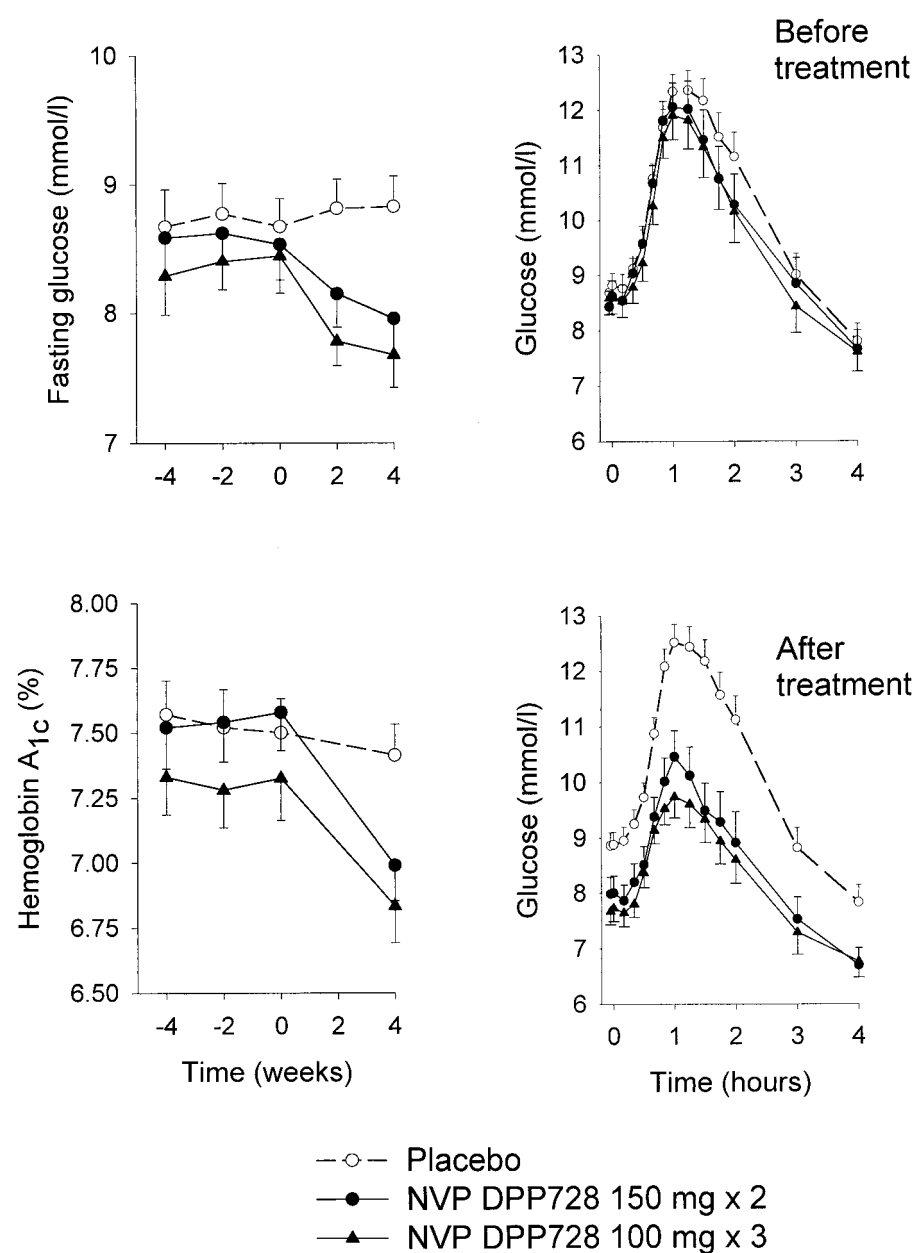 Before
treatment
Fasting glucose (mmol/l)
10
9
8
7
-4 -2 0 2 4
Glucose (mmol/l)
13
12
11
10
9
8
7
6
0 1 2 3 4
Hemoglobin A1c (%)
8.00
7.75
7.50
7.25
7.00
6.75
6.50
-4 -2 0 2 4
Time (weeks)
After
treatment
Glucose (mmol/l)
13
12
11
10
9
8
7
6
0 1 2 3 4
Time (hours)
Placebo
NVP DPP728 150 mg x 2
NVP DPP728 100 mg x 3